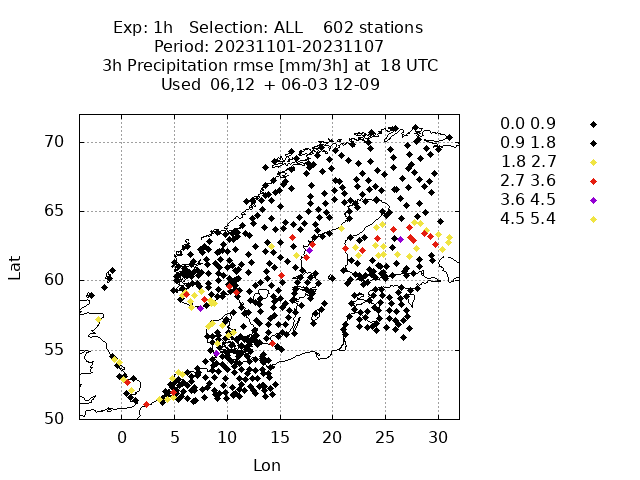 Exp: 1h   Selection: ALL    602 stations
Period: 20231101-20231107
3h Precipitation rmse [mm/3h] at  18 UTC
Used  06,12  + 06-03 12-09
0.0 0.9
0.9 1.8
1.8 2.7
2.7 3.6
3.6 4.5
4.5 5.4
70
65
60
55
50
Lat
0 5 10 15 20 25 30
Lon